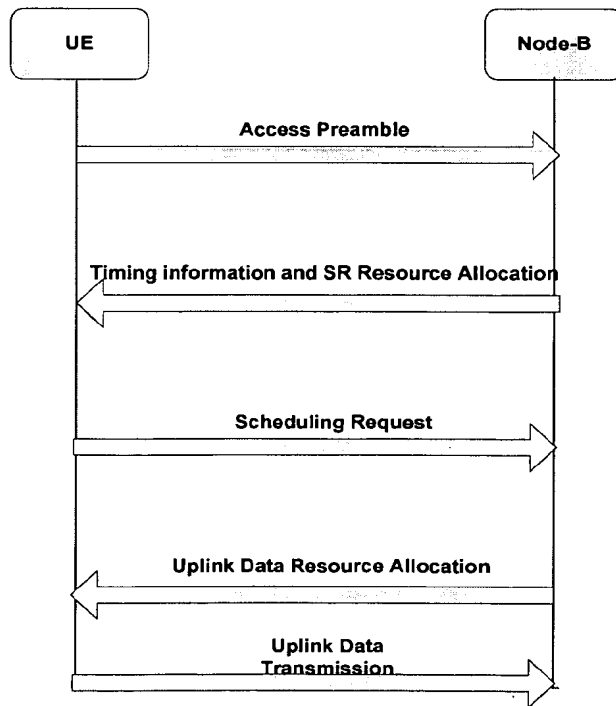 UE
Node-B
Access Preamble
Timing information and SR Resource Allocation
Scheduling Request
Uplink Data Resource Allocation
Uplink Data
Transmission